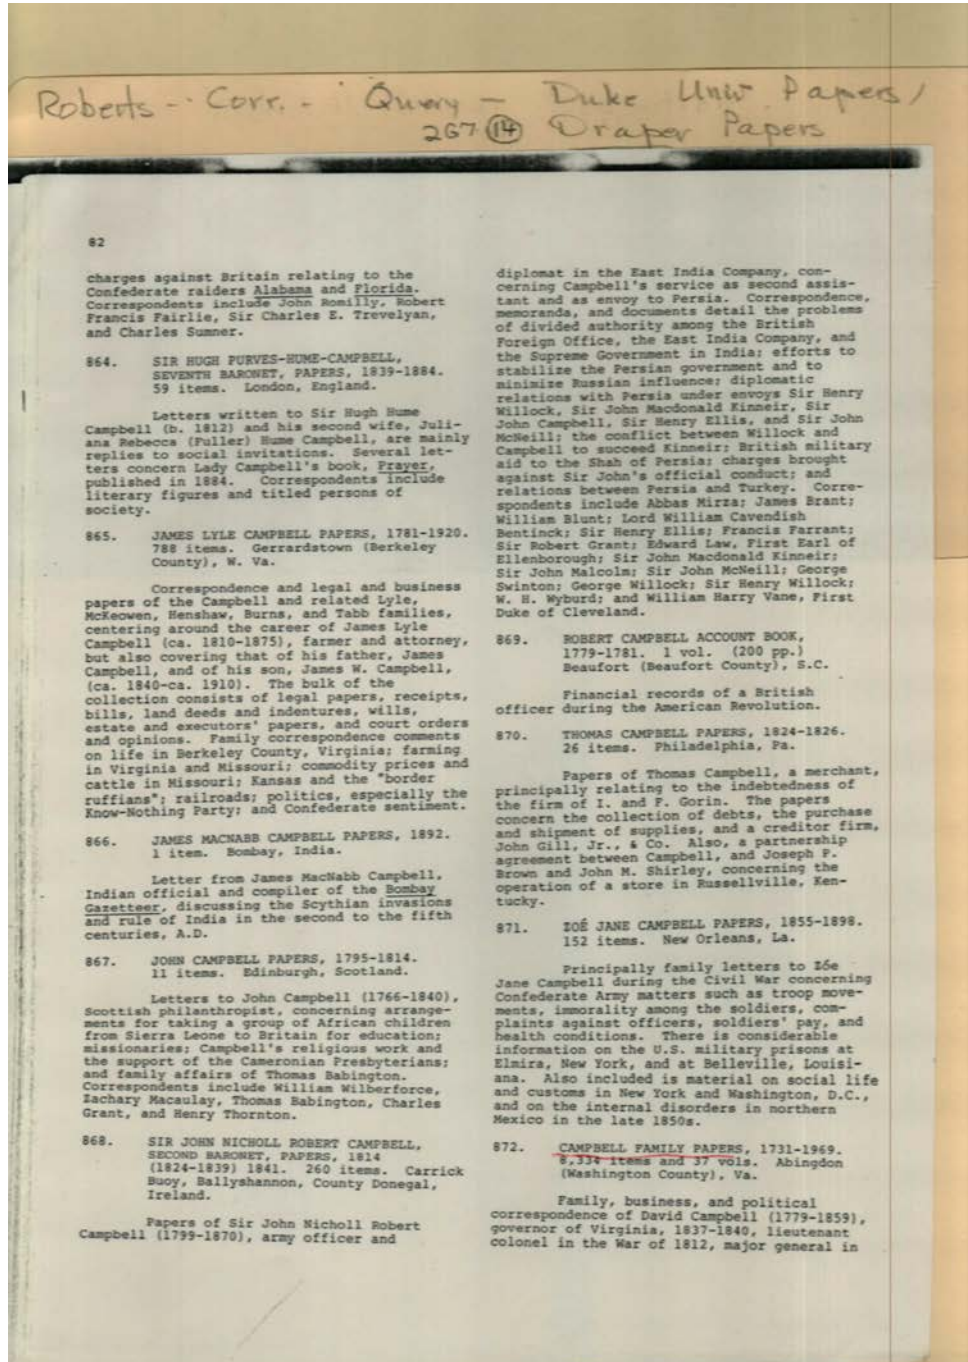 Roberts -- Corr. - Query - Duke Univ Papers/
2G7 (14) Draper Papers
82
charges against Britain relating to the
Confederate raiders Alabama and Florida.
Correspondents include John Romilly, Robert
Francis Fairlie, Sir Charles E. Trevelyan,
and Charles Sumner.
864. SIR HUGH PURVES-HUME-CAMPBELL,
SEVENTH BARONET, PAPERS, 1839-1884.
59 items. London, England.
Letters written to Sir Hugh Hume
Campbell (b. 1812) and his second wife, Juli-
ana Rebecca (Fuller) Hume Campbell, are mainly
replies to social invitations. Several let-
ters concern Lady Campbell's book, Prayer,
published in 1884. Correspondents include
literary figures and titled persons of
society.
865. JAMES LYLE CAMPBELL PAPERS, 1781-1920.
788 items. Gerrardstown (Berkeley
County), W. Va.
Correspondence and legal and business
papers of the Campbell and related Lyle,
McKeowen, Henshaw, Burns, and Tabb families,
centering around the career of James Lyle
Campbell (ca. 1810-1875), farmer and attorney,
but also covering that of his father, James
Campbell, and of his son, James W. Campbell,
(ca. 1840-ca. 1910). The bulk of the
collection consists of legal papers, receipts,
bills, land deeds and indentures, wills,
estate and executors' papers, and court orders
and opinions. Family correspondence comments
on life in Berkeley County, Virginia; farming
in Virginia and Missouri; commodity prices and
cattle in Missouri; Kansas and the "border
ruffians"; railroads; politics, especially the
Know-Nothing Party; and Confederate sentiment.
866. JAMES MACNABB CAMPBELL PAPERS, 1892.
1 item. Bombay, India.
Letter from James MacNabb Campbell,
Indian official and compiler of the Bombay
Gazetteer, discussing the Scythian invasions
and rule of India in the second to the fifth
centuries, A.D.
867. JOHN CAMPBELL PAPERS, 1795-1814.
11 items. Edinburgh, Scotland.
Letters to John Campbell (1766-1840),
Scottish philanthropist, concerning arrange-
ments for taking a group of African children
from Sierra Leone to Britain for education;
missionaries; Campbell's religious work and
the support of the Cameronian Presbyterians;
and family affairs of Thomas Babington.
Correspondents include William Wilberforce,
Zachary Macaulay, Thomas Babington, Charles
Grant, and Henry Thornton.
868. SIR JOHN NICHOLL ROBERT CAMPBELL,
SECOND BARONET, PAPERS, 1814
(1824-1839) 1841. 260 items. Carrick
Buoy, Ballyshannon, County Donegal,
Ireland.
Papers of Sir John Nicholl Robert
Campbell (1799-1870), army officer and
diplomat in the East India Company, con-
cerning Campbell's service as second assis-
tant and as envoy to Persia. Correspondence,
memoranda, and documents detail the problems
of divided authority among the British
Foreign Office, the East India Company, and
the Supreme Government in India; efforts to
stabilize the Persian government and to
minimize Russian influence; diplomatic
relations with Persia under envoys Sir Henry
Willock, Sir John Macdonald Kinneir, Sir
John Campbell, Sir Henry Ellis, and Sir John
McNeill; the conflict between Willock and
Campbell to succeed Kinneir; British military
aid to the Shah of Persia; charges brought
against Sir John's official conduct; and
relations between Persia and Turkey. Corre-
spondents include Abbas Mirza; James Brant;
William Blunt; Lord William Cavendish
Bentinck; Sir Henry Ellis; Francis Farrant;
Sir Robert Grant; Edward Law, First Earl of
Ellenborough; Sir John Macdonald Kinneir;
Sir John Malcolm; Sir John McNeill; George
Swinton; George Willock; Sir Henry Willock;
W. H. Wyburd; and William Harry Vane, First
Duke of Cleveland.
869. ROBERT CAMPBELL ACCOUNT BOOK,
1779-1781. 1 vol. (200 pp.)
Beaufort (Beaufort County), S.C.
Financial records of a British
officer during the American Revolution.
870. THOMAS CAMPBELL PAPERS, 1824-1826.
26 items. Philadelphia, Pa.
Papers of Thomas Campbell, a merchant,
principally relating to the indebtedness of
the firm of I. and F. Gorin. The papers
concern the collection of debts, the purchase
and shipment of supplies, and a creditor firm,
John Gill, Jr., & Co. Also, a partnership
agreement between Campbell, and Joseph P.
Brown and John M. Shirley, concerning the
operation of a store in Russellville, Ken-
tucky.
871. ZOÉ JANE CAMPBELL PAPERS, 1855-1898.
152 items. New Orleans, La.
Principally family letters to Zóe
Jane Campbell during the Civil War concerning
Confederate Army matters such as troop move-
ments, immorality among the soldiers, com-
plaints against officers, soldiers' pay, and
health conditions. There is considerable
information on the U.S. military prisons at
Elmira, New York, and at Belleville, Louisi-
ana. Also included is material on social life
and customs in New York and Washington, D.C.,
and on the internal disorders in northern
Mexico in the late 1850s.
872. CAMPBELL FAMILY PAPERS, 1731-1969.
8,334 items and 37 vols. Abingdon
(Washington County), Va.
Family, business, and political
correspondence of David Campbell (1779-1859),
governor of Virginia, 1837-1840, lieutenant
colonel in the War of 1812, major general in